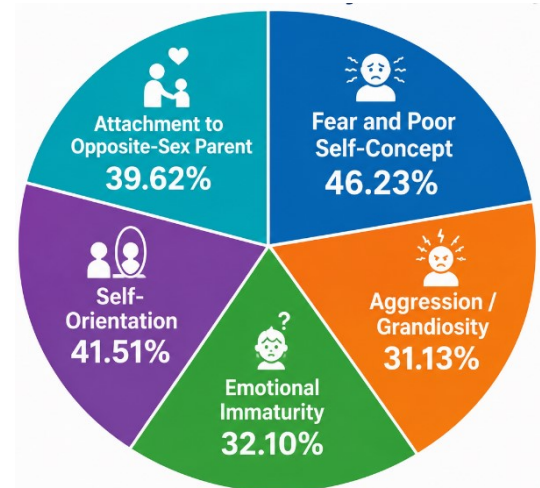 Attachment to
Opposite-Sex Parent
39.62%
Fear and Poor
Self-Concept
46.23%
Self-
Orientation
41.51%
Aggression /
Grandiosity
31.13%
?
Emotional
Immaturity
32.10%